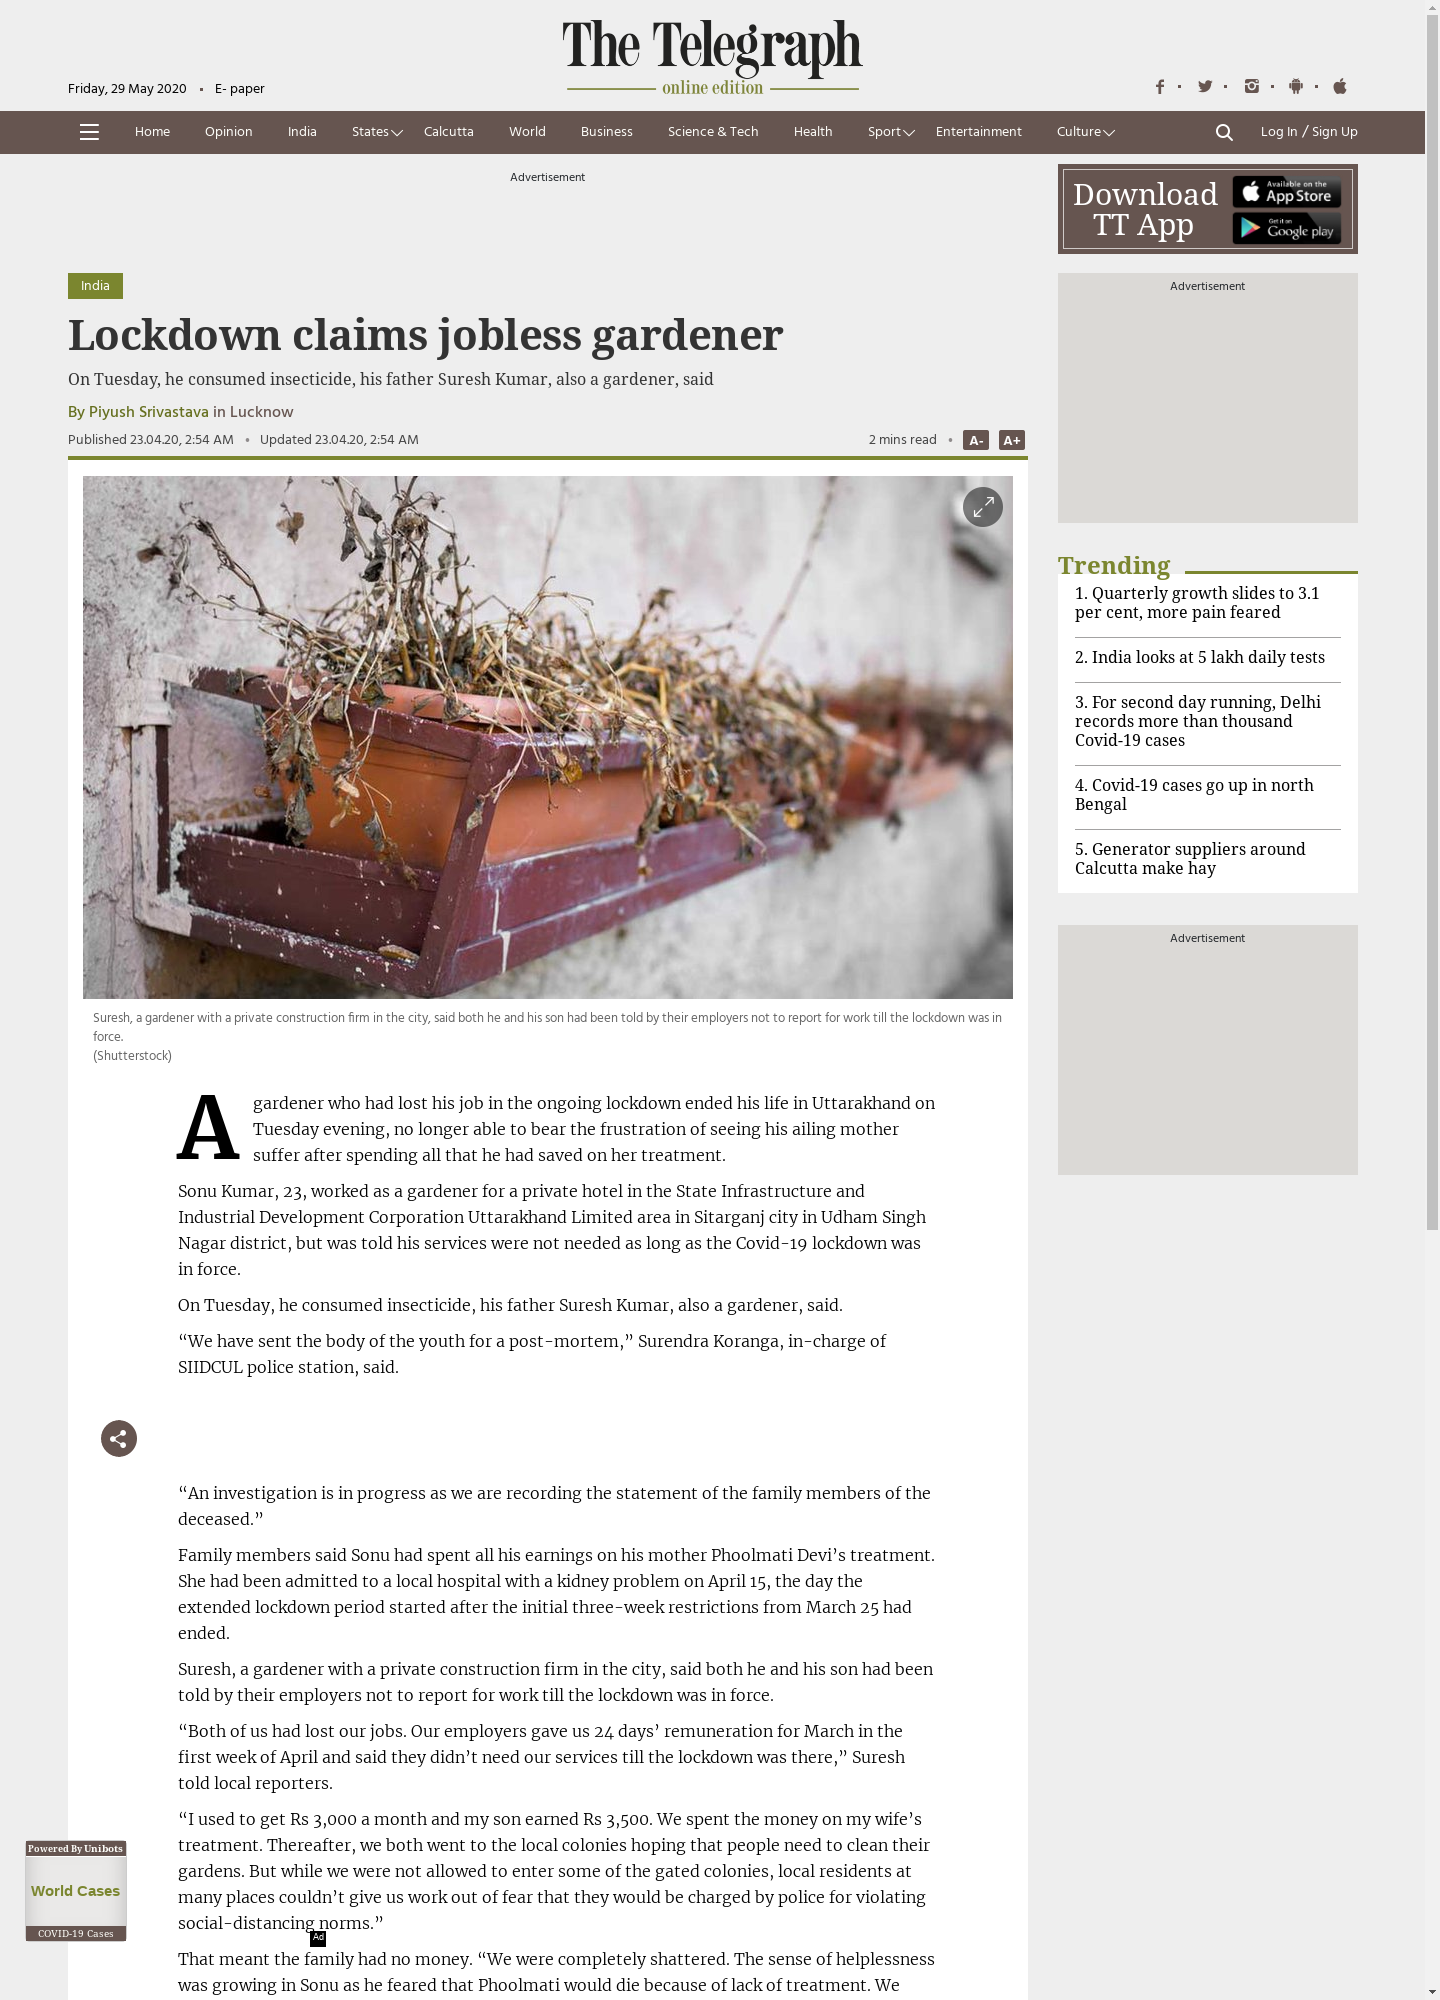 The Telegraph
online edition
Friday, 29 May 2020 • E- paper
Home Opinion India States Calcutta World Business Science & Tech Health Sport Entertainment Culture Log In / Sign Up
Advertisement
Download
TT App
Available on the
App Store
Get it on
Google play
India
Lockdown claims jobless gardener
On Tuesday, he consumed insecticide, his father Suresh Kumar, also a gardener, said
By Piyush Srivastava in Lucknow
Published 23.04.20, 2:54 AM • Updated 23.04.20, 2:54 AM
2 mins read • A- A+
Suresh, a gardener with a private construction firm in the city, said both he and his son had been told by their employers not to report for work till the lockdown was in
force.
(Shutterstock)
A gardener who had lost his job in the ongoing lockdown ended his life in Uttarakhand on
Tuesday evening, no longer able to bear the frustration of seeing his ailing mother
suffer after spending all that he had saved on her treatment.
Sonu Kumar, 23, worked as a gardener for a private hotel in the State Infrastructure and
Industrial Development Corporation Uttarakhand Limited area in Sitarganj city in Udham Singh
Nagar district, but was told his services were not needed as long as the Covid-19 lockdown was
in force.
On Tuesday, he consumed insecticide, his father Suresh Kumar, also a gardener, said.
“We have sent the body of the youth for a post-mortem,” Surendra Koranga, in-charge of
SIIDCUL police station, said.
“An investigation is in progress as we are recording the statement of the family members of the
deceased.”
Family members said Sonu had spent all his earnings on his mother Phoolmati Devi’s treatment.
She had been admitted to a local hospital with a kidney problem on April 15, the day the
extended lockdown period started after the initial three-week restrictions from March 25 had
ended.
Suresh, a gardener with a private construction firm in the city, said both he and his son had been
told by their employers not to report for work till the lockdown was in force.
“Both of us had lost our jobs. Our employers gave us 24 days’ remuneration for March in the
first week of April and said they didn’t need our services till the lockdown was there,” Suresh
told local reporters.
“I used to get Rs 3,000 a month and my son earned Rs 3,500. We spent the money on my wife’s
treatment. Thereafter, we both went to the local colonies hoping that people need to clean their
gardens. But while we were not allowed to enter some of the gated colonies, local residents at
many places couldn’t give us work out of fear that they would be charged by police for violating
social-distancing norms.”
Ad
That meant the family had no money. “We were completely shattered. The sense of helplessness
was growing in Sonu as he feared that Phoolmati would die because of lack of treatment. We
Powered By Unibots
World Cases
COVID-19 Cases
Advertisement
Trending
1. Quarterly growth slides to 3.1
per cent, more pain feared
2. India looks at 5 lakh daily tests
3. For second day running, Delhi
records more than thousand
Covid-19 cases
4. Covid-19 cases go up in north
Bengal
5. Generator suppliers around
Calcutta make hay
Advertisement